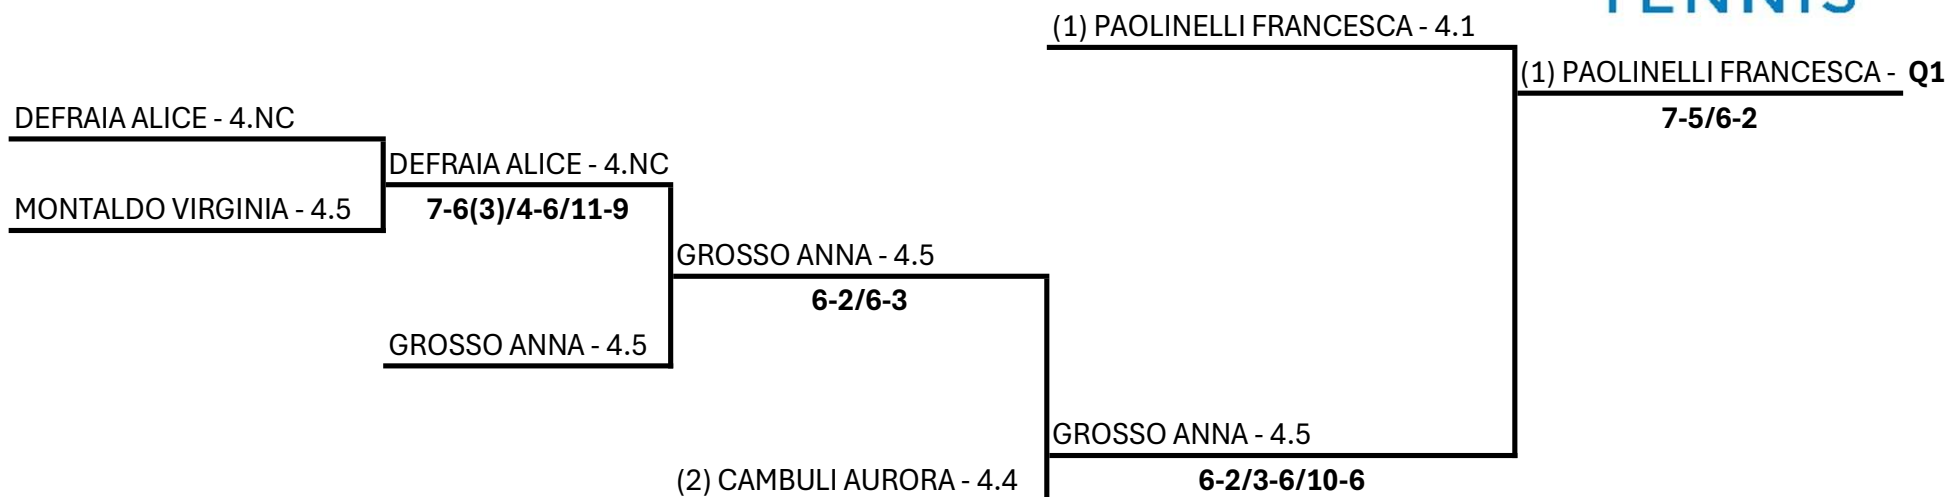 TENNIS
(1) PAOLINELLI FRANCESCA - 4.1
(1) PAOLINELLI FRANCESCA - Q1
7-5/6-2
DEFRAIA ALICE - 4.NC
DEFRAIA ALICE - 4.NC
MONTALDO VIRGINIA - 4.5
7-6(3)/4-6/11-9
GROSSO ANNA - 4.5
6-2/6-3
GROSSO ANNA - 4.5
GROSSO ANNA - 4.5
(2) CAMBULI AURORA - 4.4
6-2/3-6/10-6